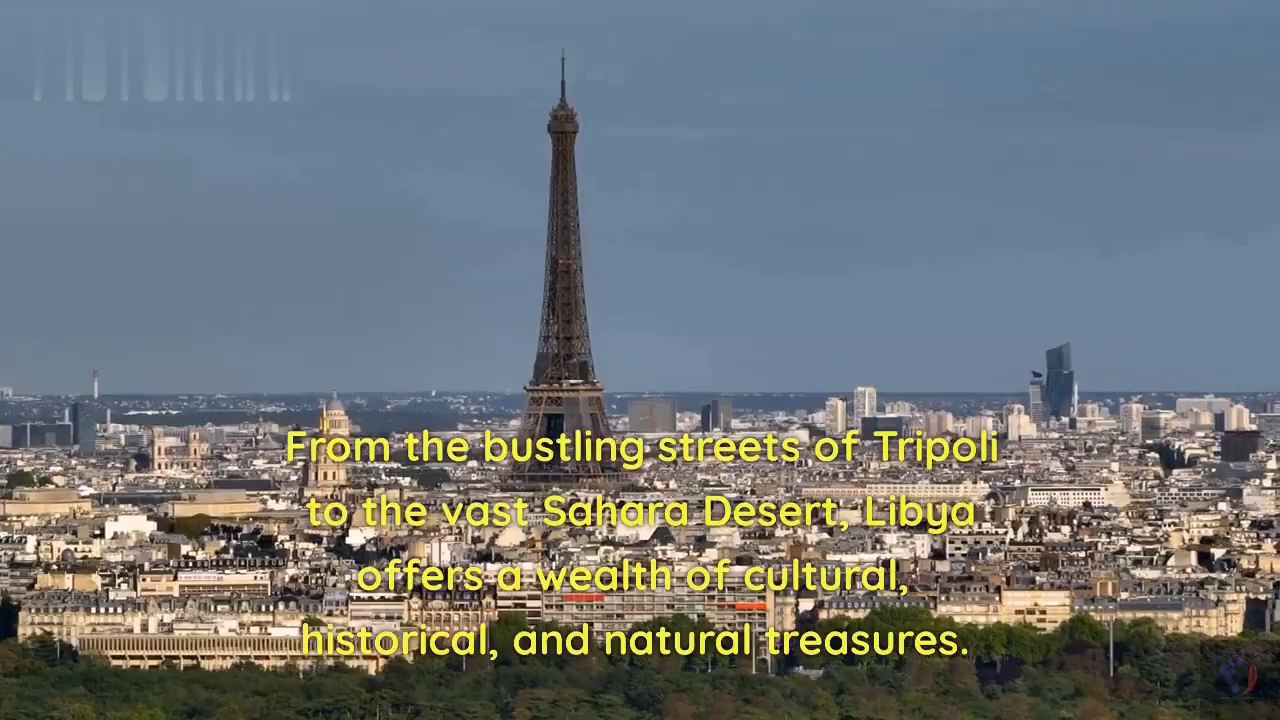 From the bustling streets of Tripoli
to the vast Sahara Desert, Libya
offers a wealth of cultural,
historical, and natural treasures.